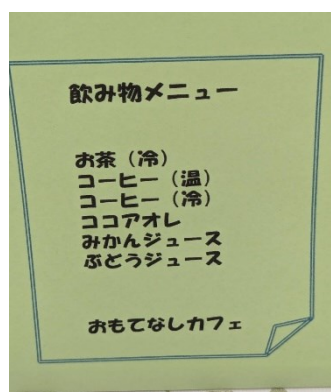 飲み物メニュー
お茶（冷）
コーヒー（温）
コーヒー（冷）
ココアオレ
みかんジュース
ぶどうジュース
おもてなしカフェ